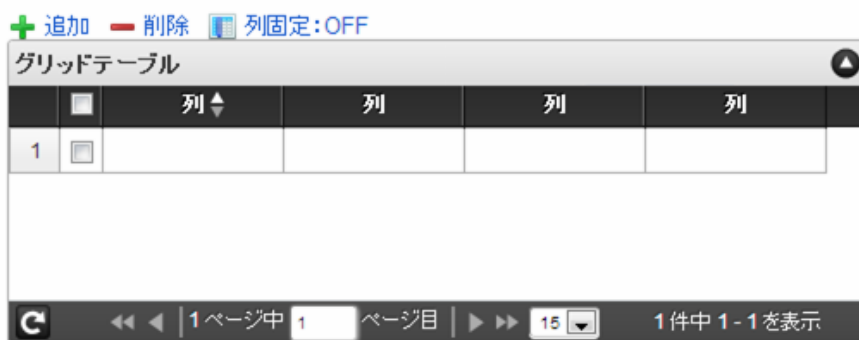 追加 削除 列固定:OFF
グリッドテーブル
列 列 列 列
1
1 ページ中 1 ページ目 15 1 件中 1 - 1 を表示